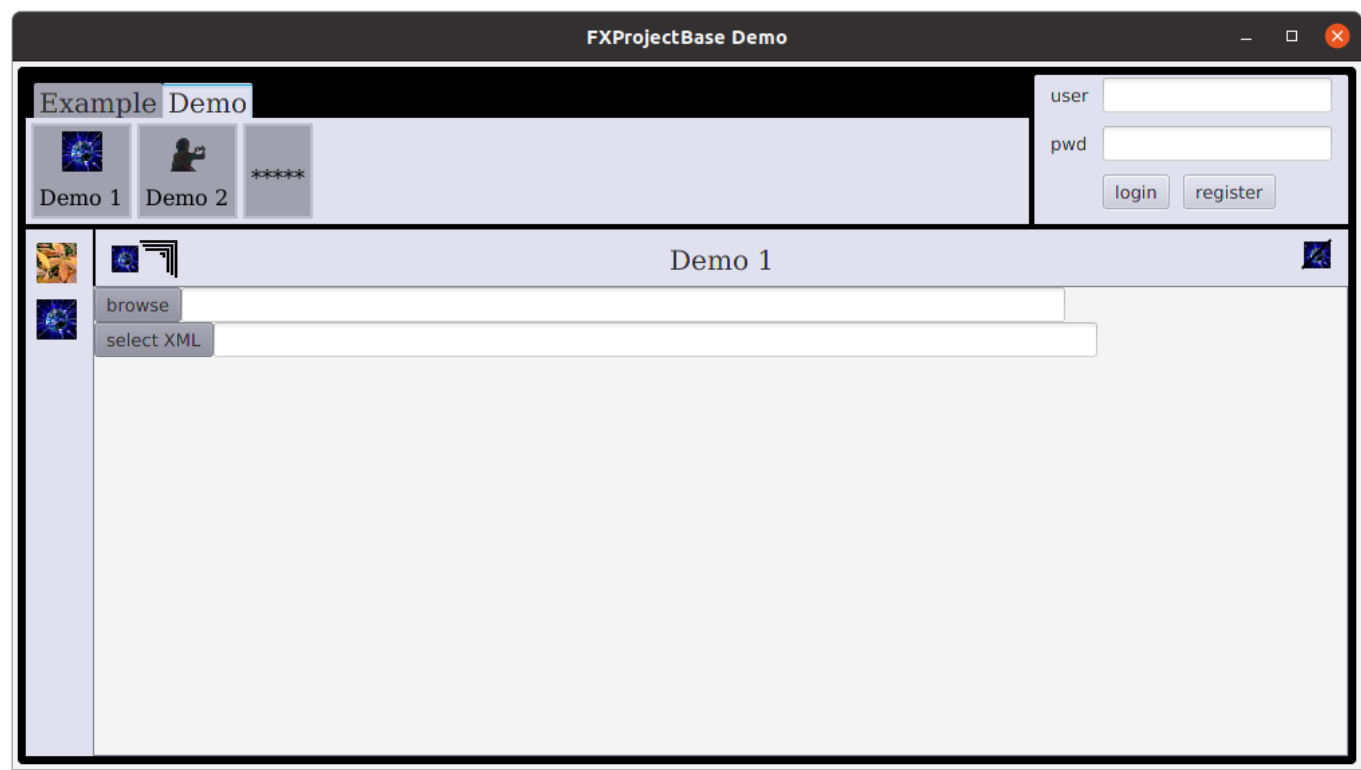 FXProjectBase Demo
Example Demo
user
pwd
Demo 1 Demo 2 *****
login register
Demo 1
browse
select XML